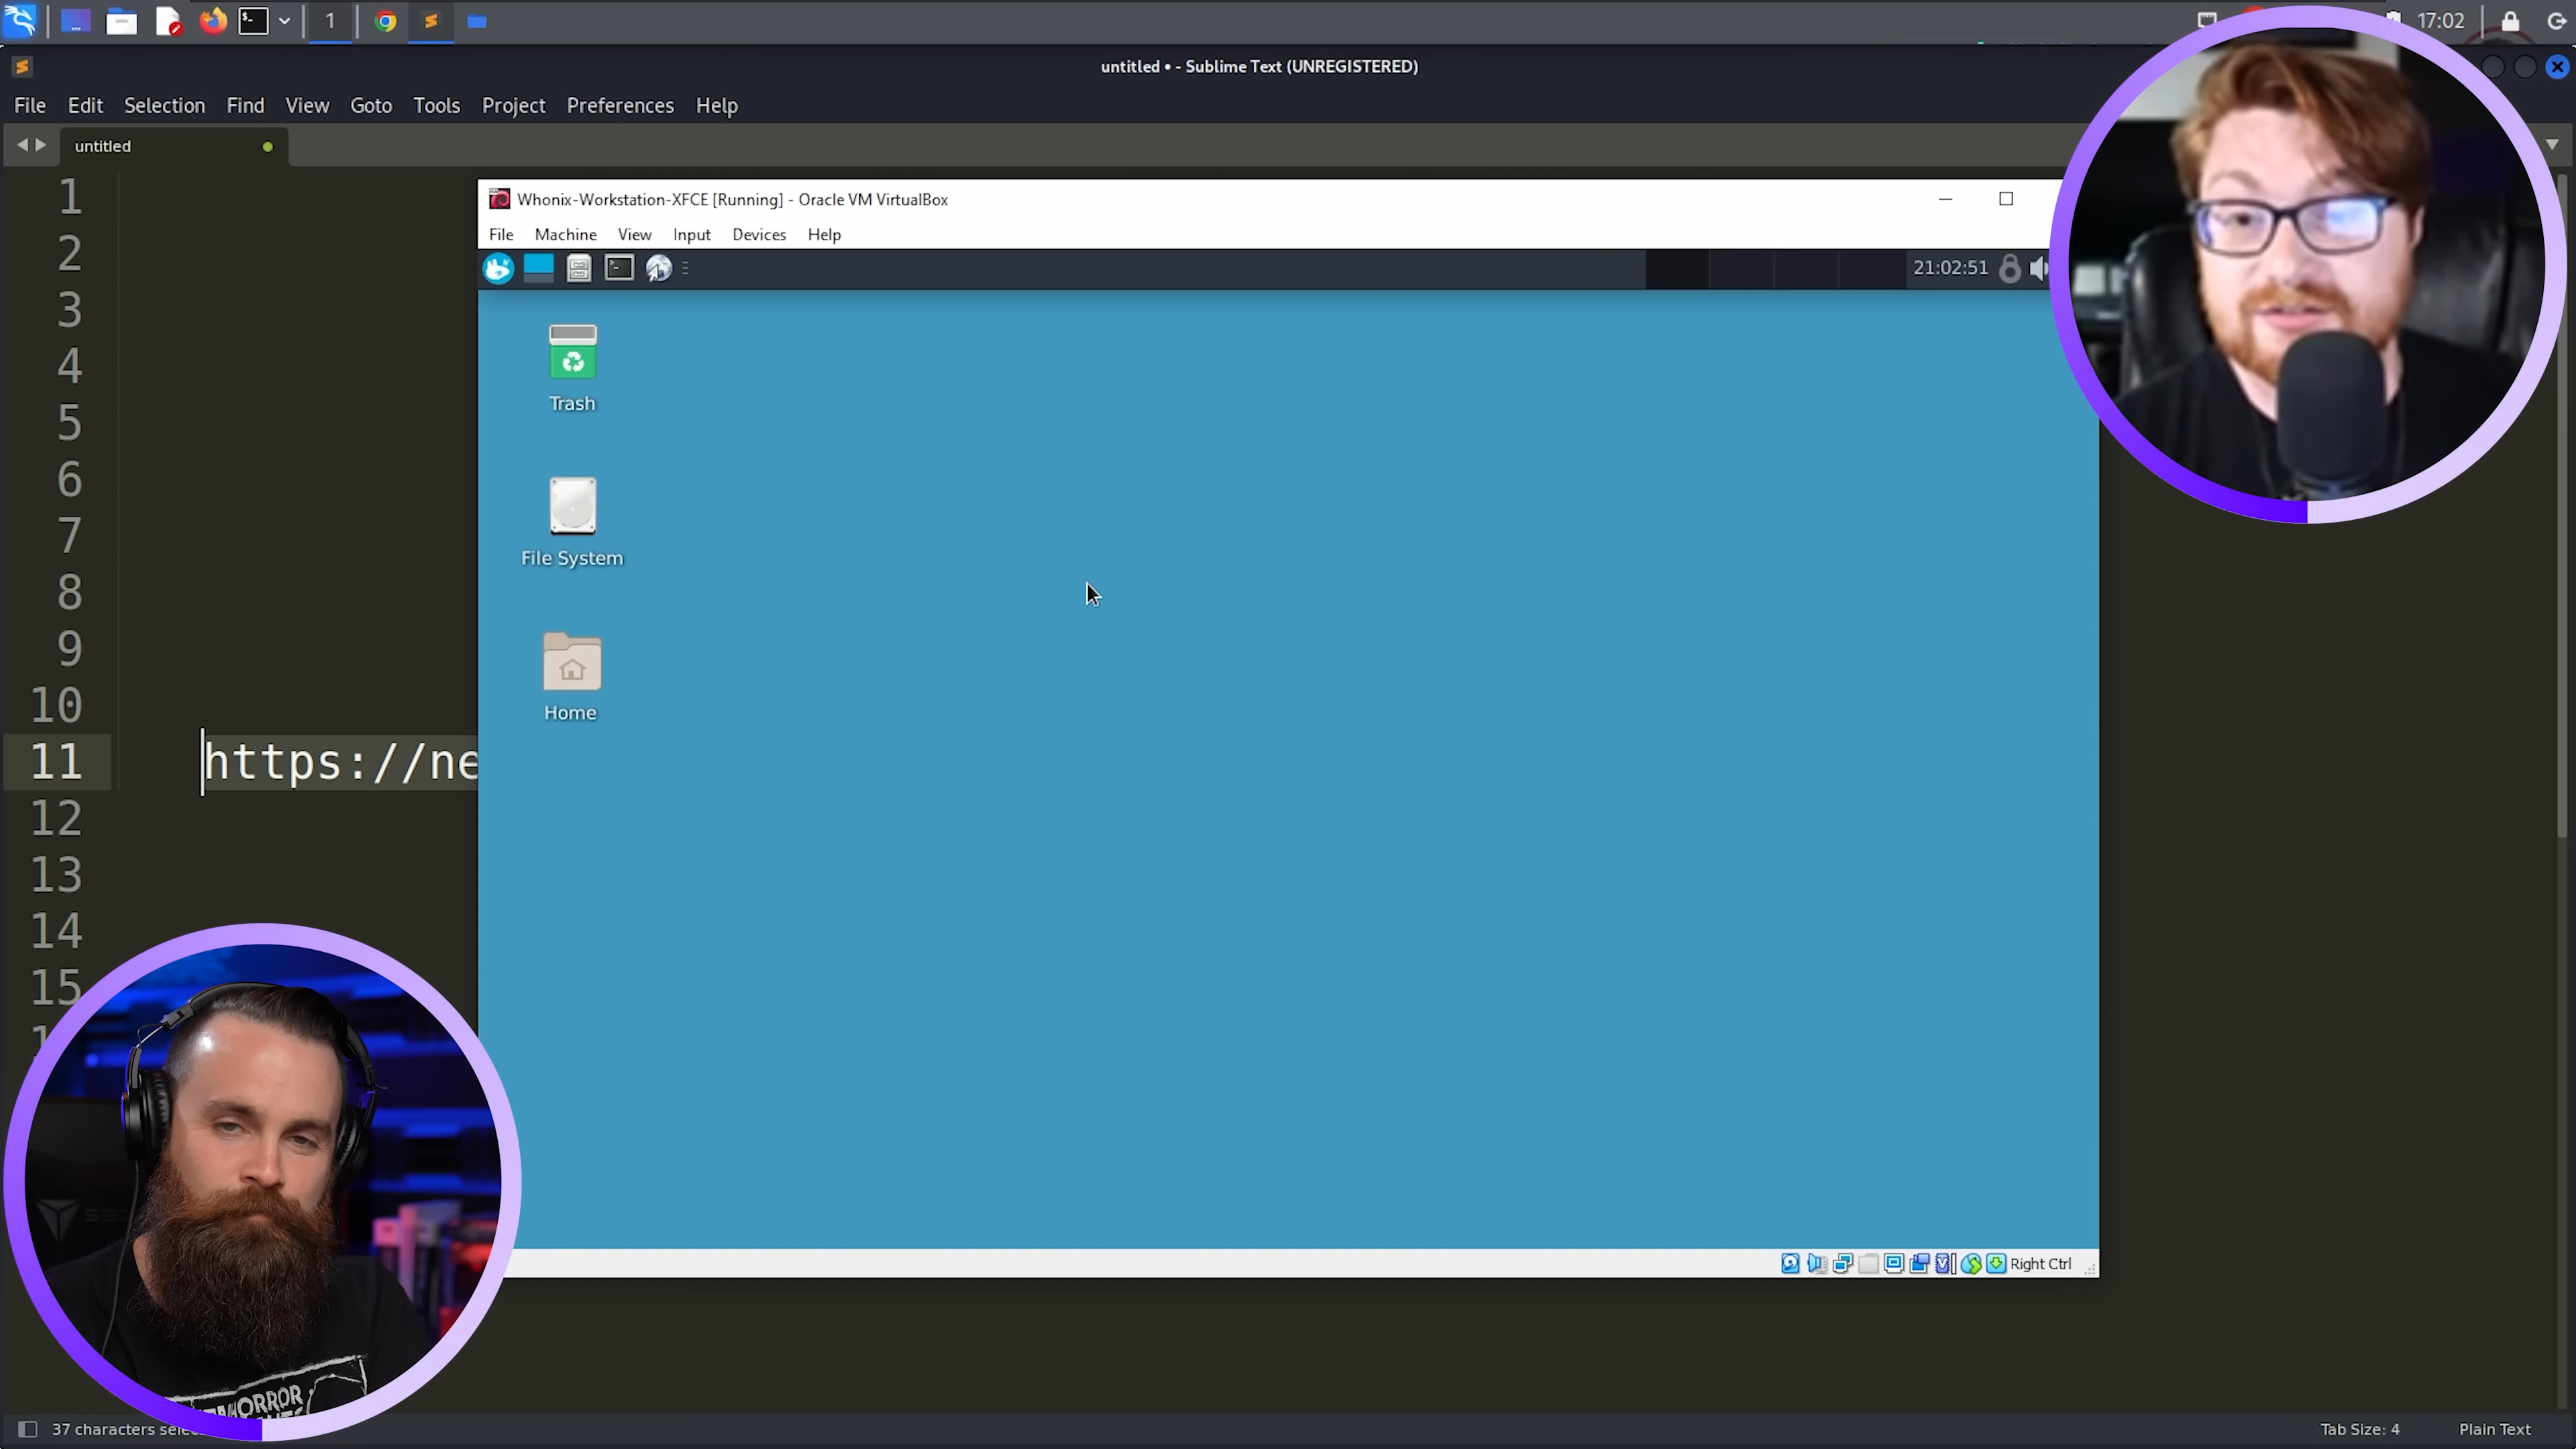 1
17:02
untitled • - Sublime Text (UNREGISTERED)
File Edit Selection Find View Goto Tools Project Preferences Help
untitled
1
2
3
4
5
6
7
8
9
10
11 https://ne
12
13
14
15
Whonix-Workstation-XFCE [Running] - Oracle VM VirtualBox
File Machine View Input Devices Help
21:02:51
Trash
File System
Home
Right Ctrl
37 characters
Tab Size: 4 Plain Text